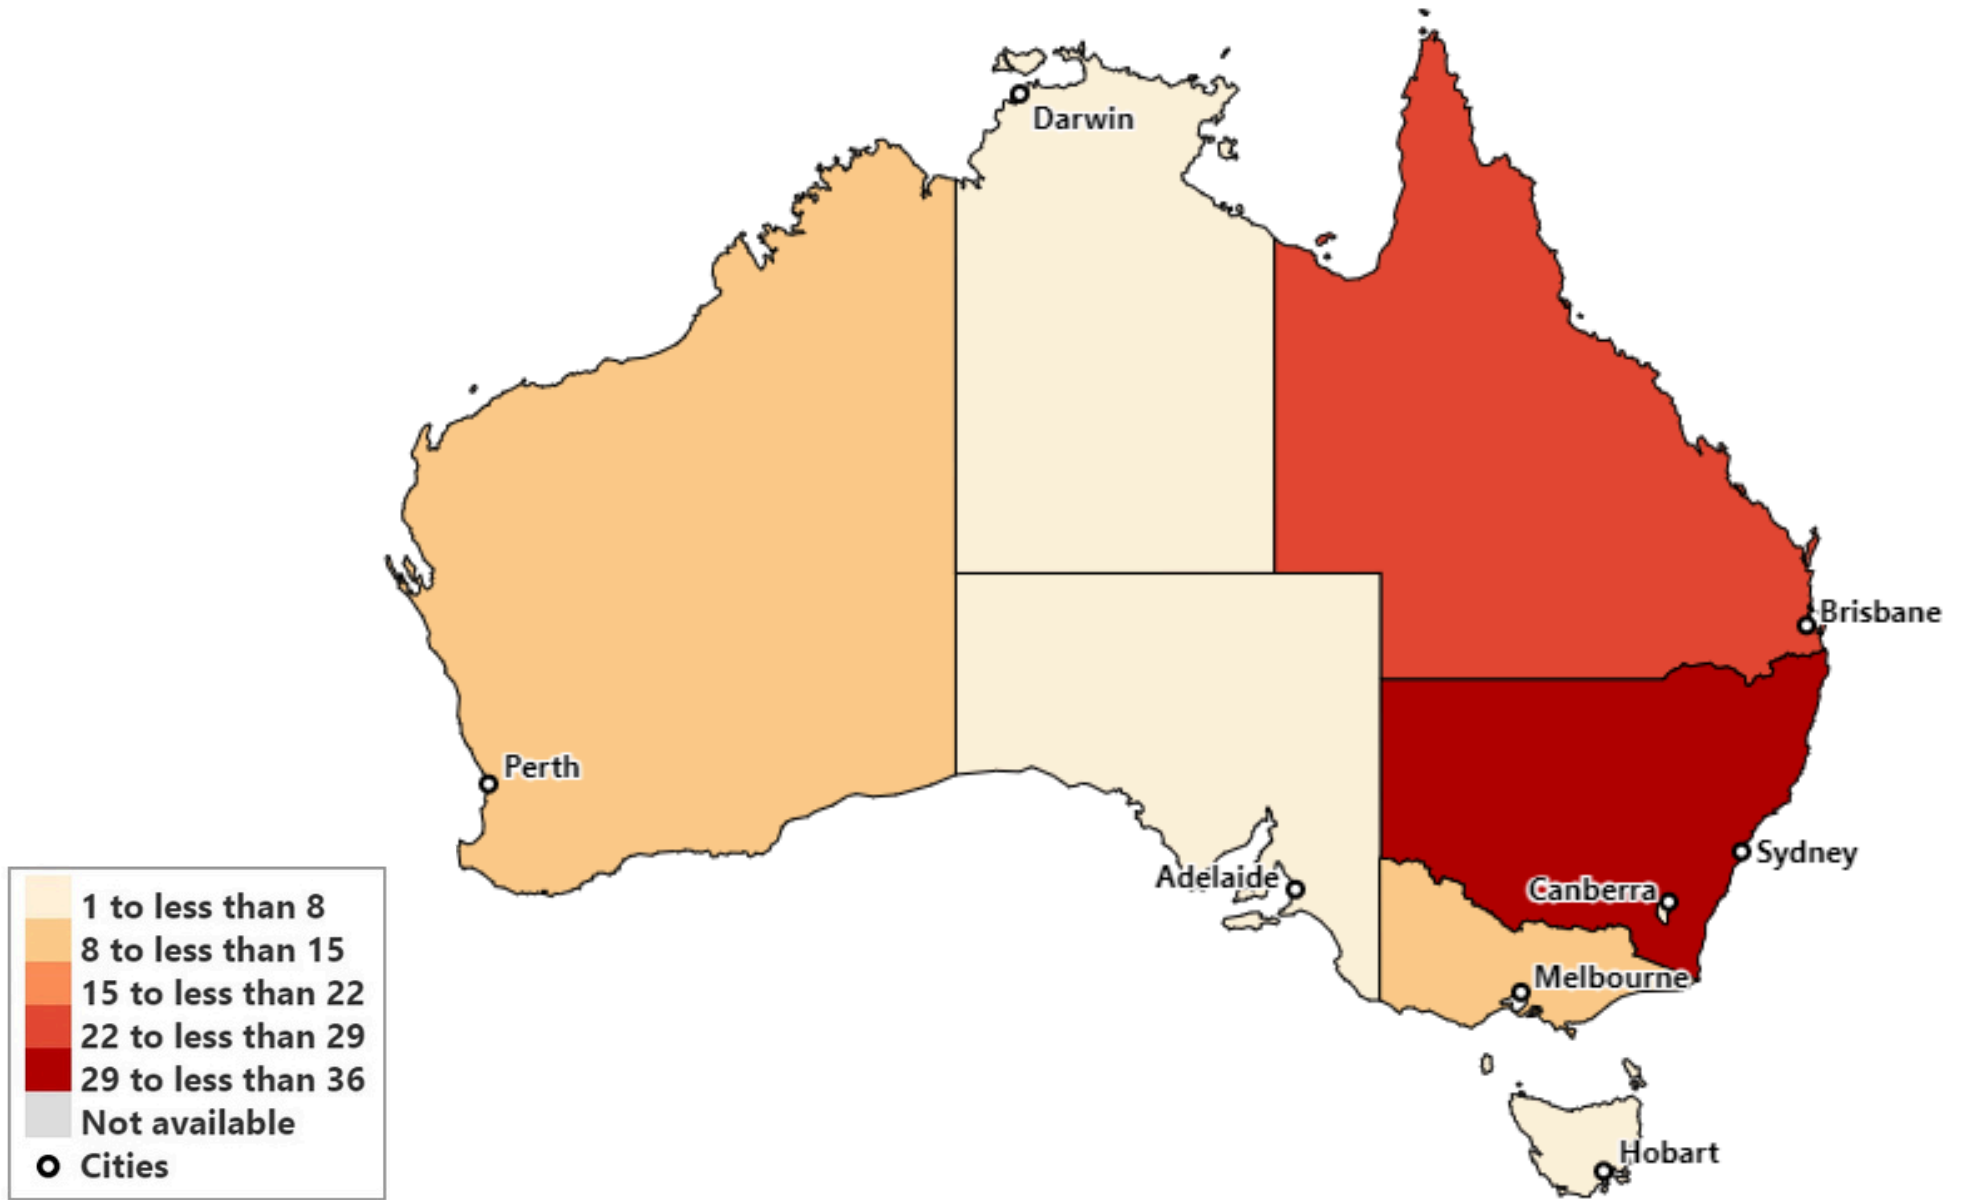 Darwin
Brisbane
Perth
Sydney
Adelaide
Canberra
Melbourne
Hobart
1 to less than 8
8 to less than 15
15 to less than 22
22 to less than 29
29 to less than 36
Not available
Cities